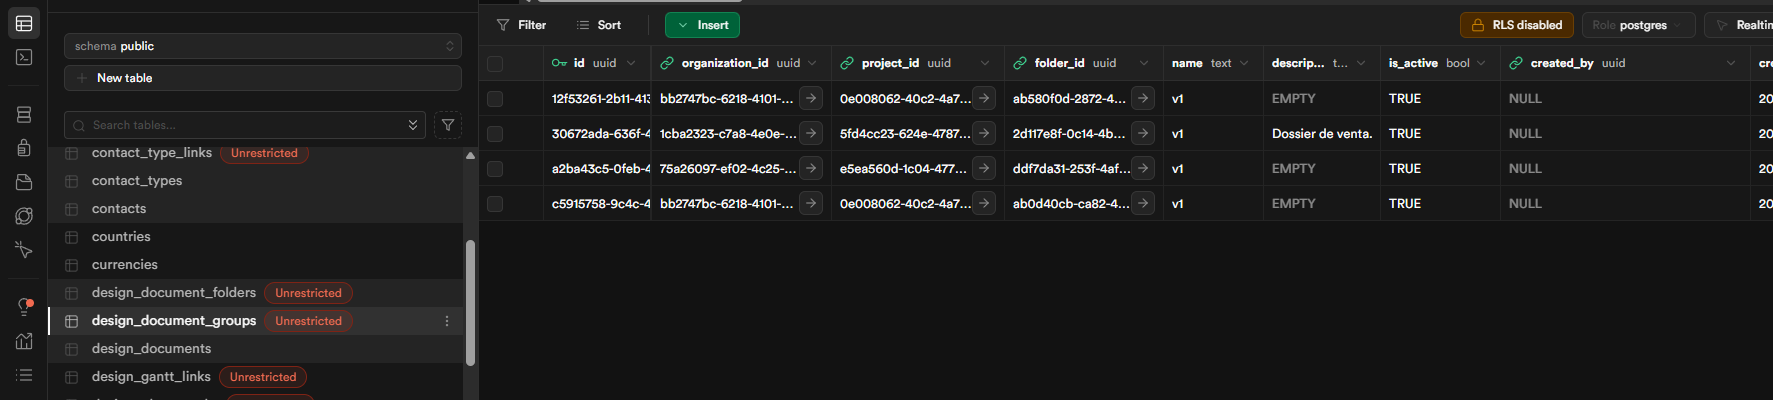 schema public
New table
Search tables...
contact_type_links Unrestricted
contact_types
contacts
countries
currencies
design_document_folders Unrestricted
design_document_groups Unrestricted
design_documents
design_gantt_links Unrestricted
Filter Sort Insert RLS disabled Role postgres Realtim
id uuid organization_id uuid project_id uuid folder_id uuid name text descrip... t... is_active bool created_by uuid cre
12f53261-2b11-413 bb2747bc-6218-4101-... 0e008062-40c2-4a7... ab580f0d-2872-4... v1 EMPTY TRUE NULL 20
30672ada-636f-4 1cba2323-c7a8-4e0e-... 5fd4cc23-624e-4787... 2d117e8f-0c14-4b... v1 Dossier de venta. TRUE NULL 20
a2ba43c5-0feb-4 75a26097-ef02-4c25-... e5ea560d-1c04-477... ddf7da31-253f-4af... v1 EMPTY TRUE NULL 20
c5915758-9c4c-4 bb2747bc-6218-4101-... 0e008062-40c2-4a7... ab0d40cb-ca82-4... v1 EMPTY TRUE NULL 20